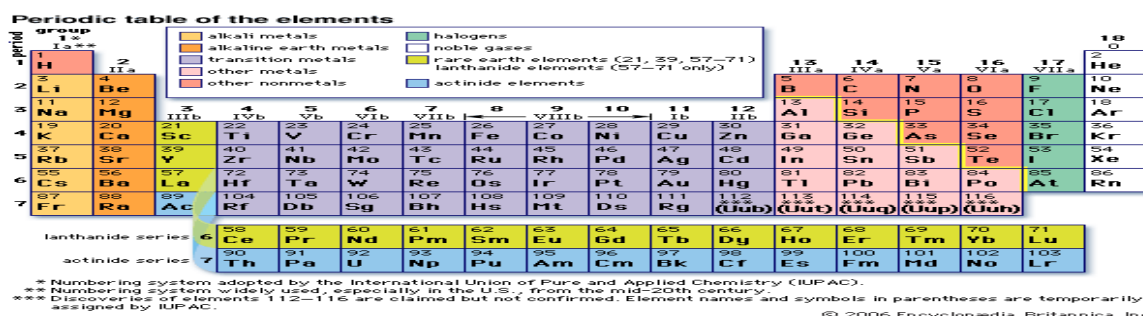 Periodic table of the elements
group
period
1* Ia**
18 0
alkali metals
halogens
alkaline earth metals
noble gases
transition metals
rare earth elements (21, 39, 57–71)
lanthanide elements (57–71 only)
other metals
other nonmetals
actinide elements
2 IIa
13 IIIa 14 IVa 15 Va 16 VIa 17 VIIa
3 IIIb 4 IVb 5 Vb 6 VIb 7 VIIb 8 9 VIIIb 10 11 Ib 12 IIb
1 1 H 2 He
2 3 Li 4 Be 5 B 6 C 7 N 8 O 9 F 10 Ne
3 11 Na 12 Mg 13 Al 14 Si 15 P 16 S 17 Cl 18 Ar
4 19 K 20 Ca 21 Sc 22 Ti 23 V 24 Cr 25 Mn 26 Fe 27 Co 28 Ni 29 Cu 30 Zn 31 Ga 32 Ge 33 As 34 Se 35 Br 36 Kr
5 37 Rb 38 Sr 39 Y 40 Zr 41 Nb 42 Mo 43 Tc 44 Ru 45 Rh 46 Pd 47 Ag 48 Cd 49 In 50 Sn 51 Sb 52 Te 53 I 54 Xe
6 55 Cs 56 Ba 57 La 72 Hf 73 Ta 74 W 75 Re 76 Os 77 Ir 78 Pt 79 Au 80 Hg 81 Tl 82 Pb 83 Bi 84 Po 85 At 86 Rn
7 87 Fr 88 Ra 89 Ac 104 Rf 105 Db 106 Sg 107 Bh 108 Hs 109 Mt 110 Ds 111 Rg 112 *** (Uub) 113 *** (Uut) 114 *** (Uuq) 115 *** (Uup) 116 *** (Uuh)
lanthanide series 6 58 Ce 59 Pr 60 Nd 61 Pm 62 Sm 63 Eu 64 Gd 65 Tb 66 Dy 67 Ho 68 Er 69 Tm 70 Yb 71 Lu
actinide series 7 90 Th 91 Pa 92 U 93 Np 94 Pu 95 Am 96 Cm 97 Bk 98 Cf 99 Es 100 Fm 101 Md 102 No 103 Lr
* Numbering system adopted by the International Union of Pure and Applied Chemistry (IUPAC).
** Numbering system widely used, especially in the U.S., from the mid-20th century.
*** Discoveries of elements 112–116 are claimed but not confirmed. Element names and symbols in parentheses are temporarily
assigned by IUPAC.
© 2006 Encyclopædia Britannica, Inc